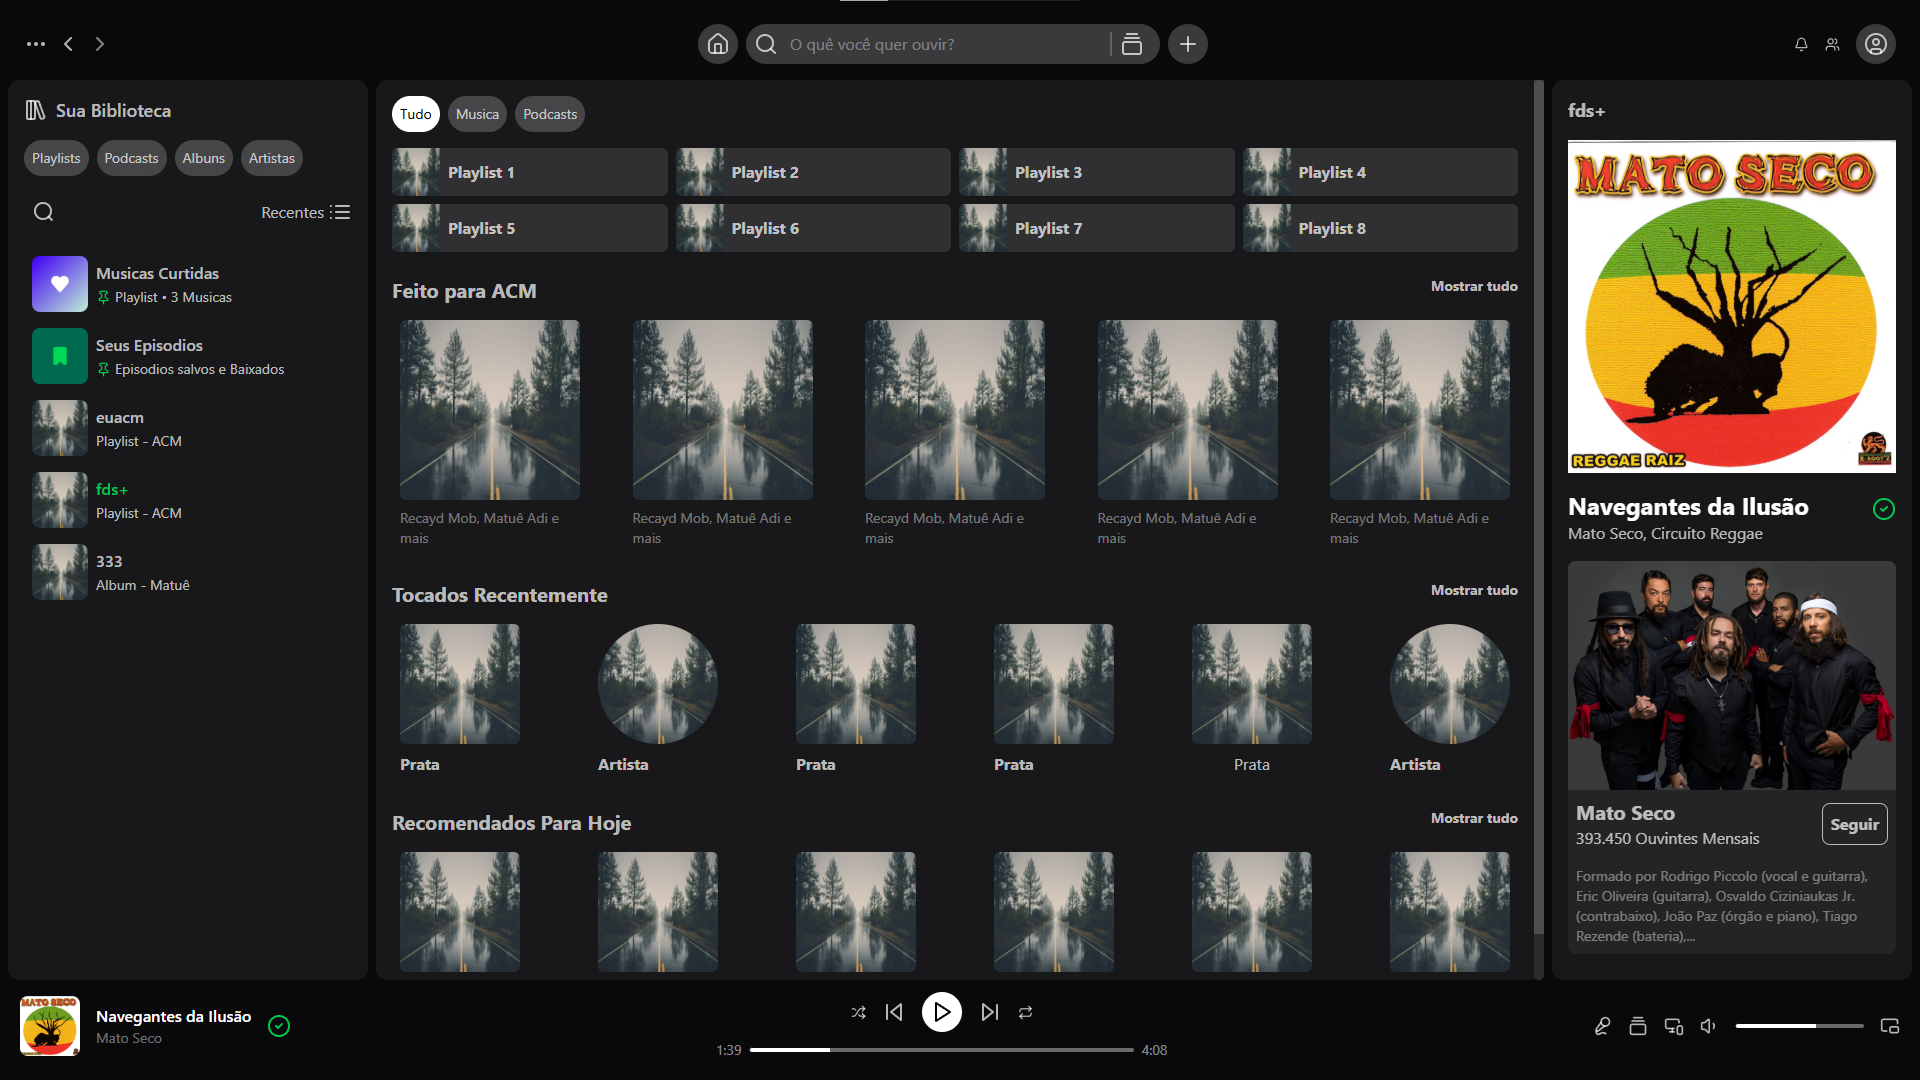 O quê você quer ouvir?
Sua Biblioteca
Playlists
Podcasts
Albuns
Artistas
Recentes
Musicas Curtidas
Playlist • 3 Musicas
Seus Episodios
Episodios salvos e Baixados
euacm
Playlist - ACM
fds+
Playlist - ACM
333
Album - Matuê
Tudo
Musica
Podcasts
Playlist 1
Playlist 2
Playlist 3
Playlist 4
Playlist 5
Playlist 6
Playlist 7
Playlist 8
Feito para ACM
Mostrar tudo
Recayd Mob, Matuê Adi e
mais
Recayd Mob, Matuê Adi e
mais
Recayd Mob, Matuê Adi e
mais
Recayd Mob, Matuê Adi e
mais
Recayd Mob, Matuê Adi e
mais
Tocados Recentemente
Mostrar tudo
Prata
Artista
Prata
Prata
Prata
Artista
Recomendados Para Hoje
Mostrar tudo
fds+
MATO SECO
REGGAE RAIZ
Navegantes da Ilusão
Mato Seco, Circuito Reggae
Mato Seco
393.450 Ouvintes Mensais
Seguir
Formado por Rodrigo Piccolo (vocal e guitarra),
Eric Oliveira (guitarra), Osvaldo Ciziniaukas Jr.
(contrabaixo), João Paz (órgão e piano), Tiago
Rezende (bateria),...
MATO SECO
Navegantes da Ilusão
Mato Seco
1:39
4:08